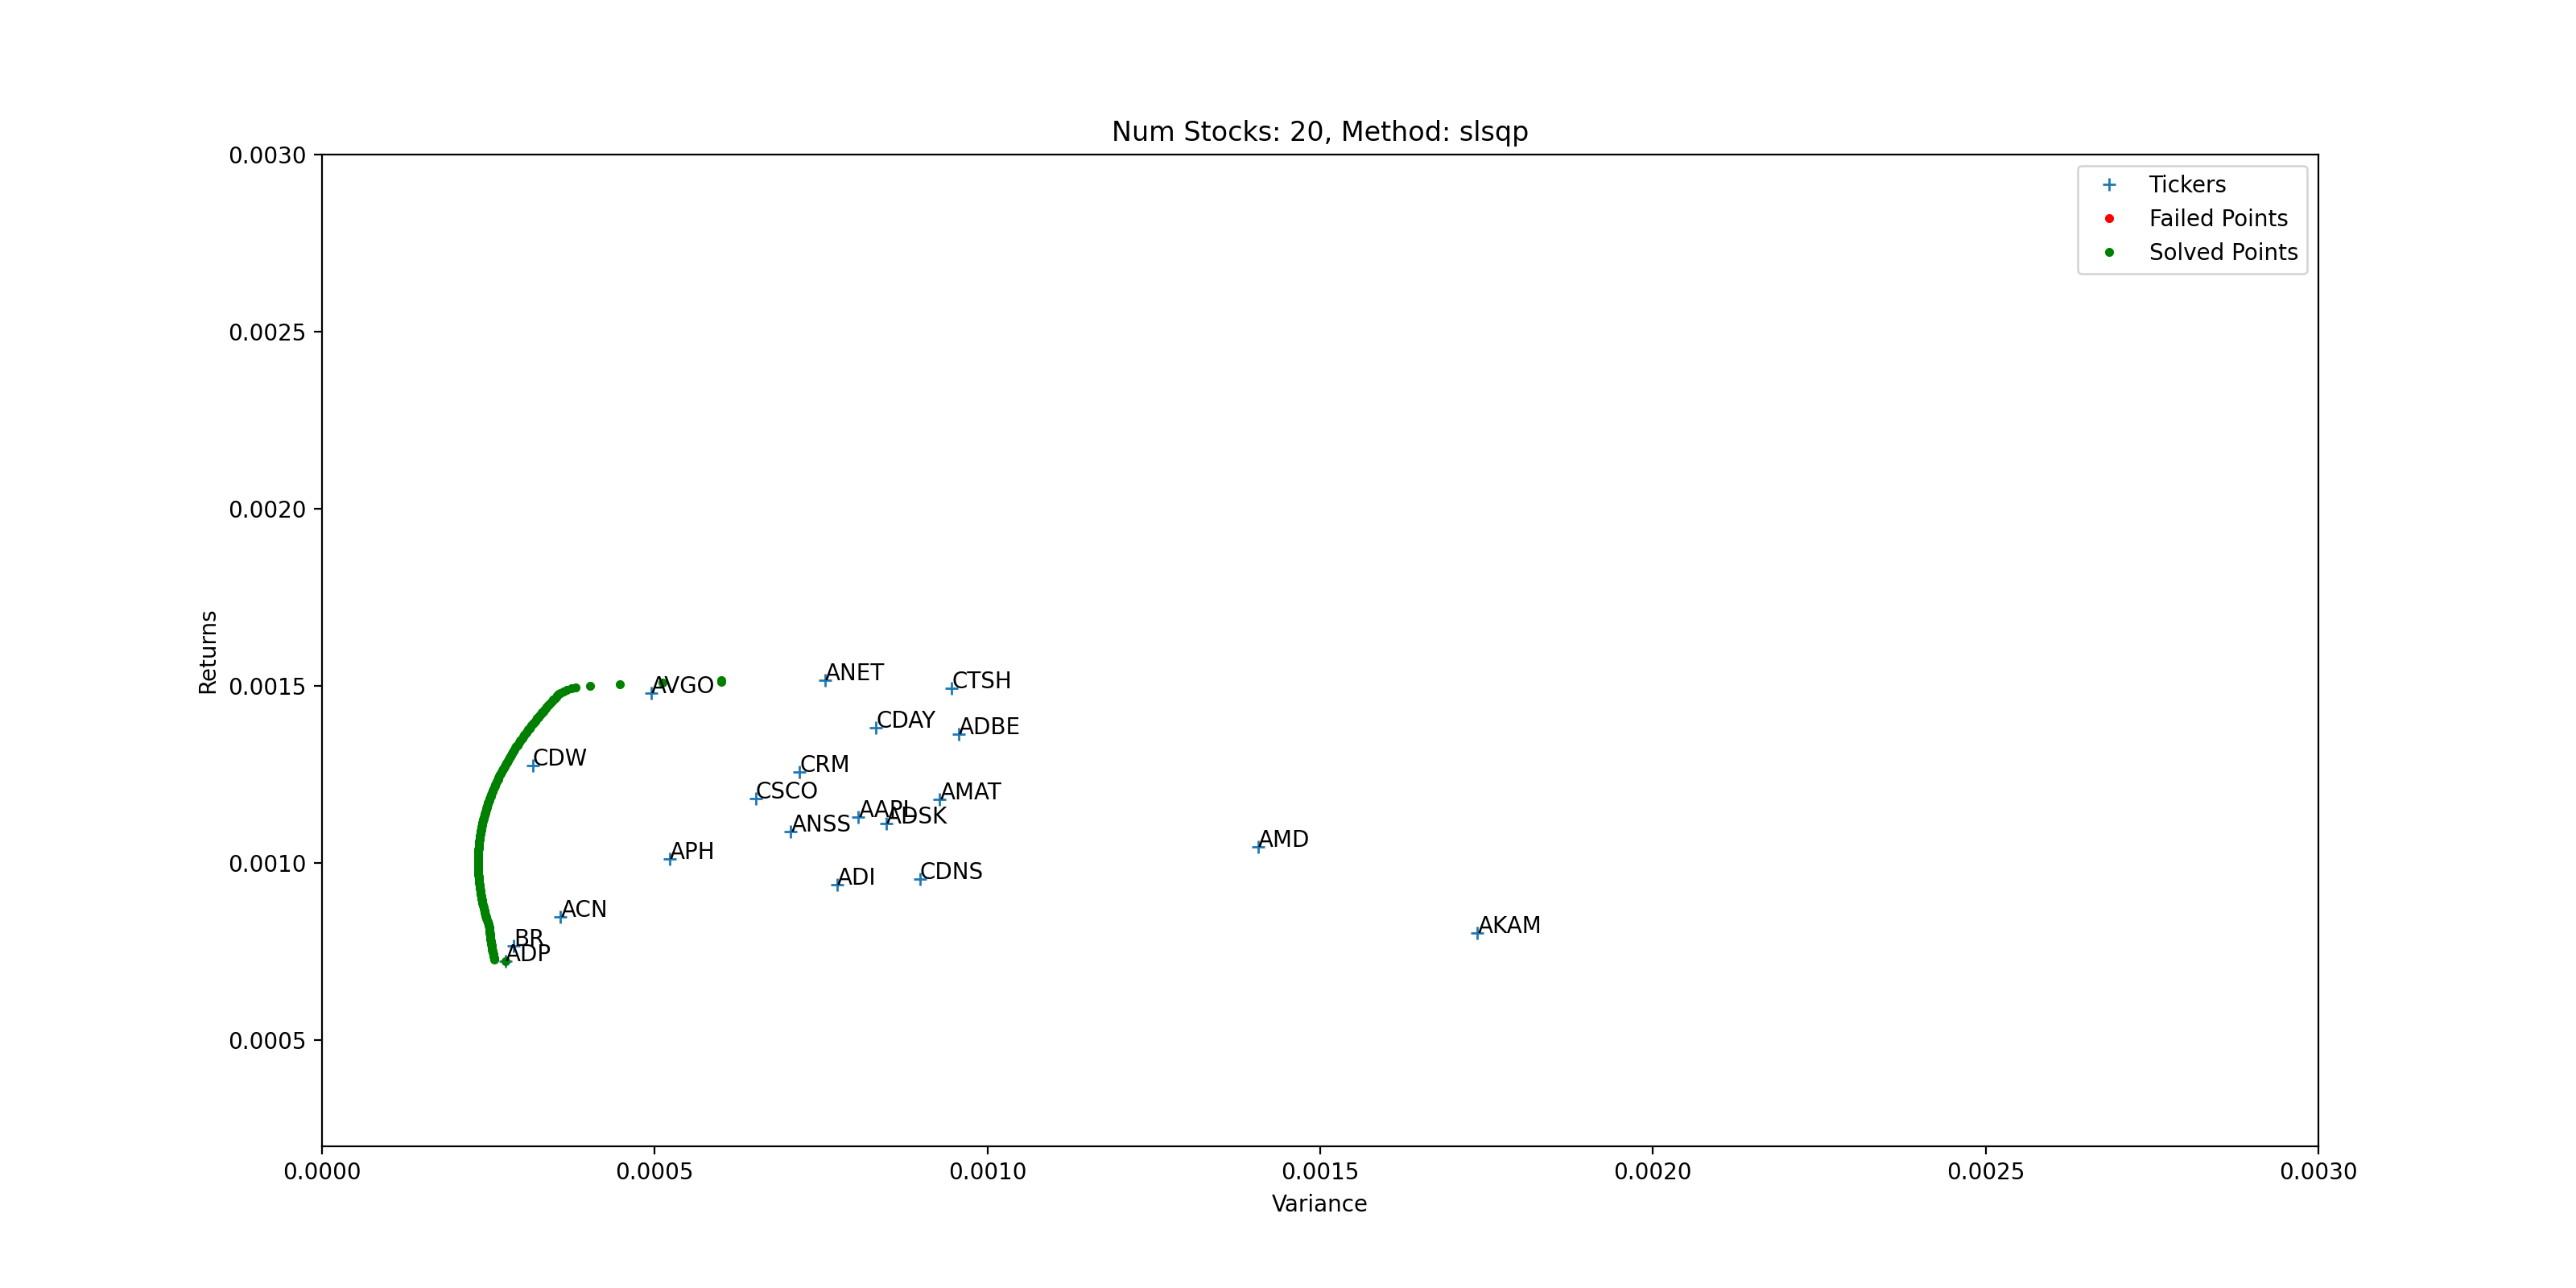 Num Stocks: 20, Method: slsqp
0.0030
Tickers
Failed Points
Solved Points
0.0025
0.0020
Returns
0.0015
ANET
CTSH
AVGO
CDAY
ADBE
CDW
CRM
CSCO
AMAT
AAPL
ADSK
ANSS
AMD
APH
0.0010
ADI
CDNS
ACN
AKAM
BR
ADP
0.0005
0.0000 0.0005 0.0010 0.0015 0.0020 0.0025 0.0030
Variance